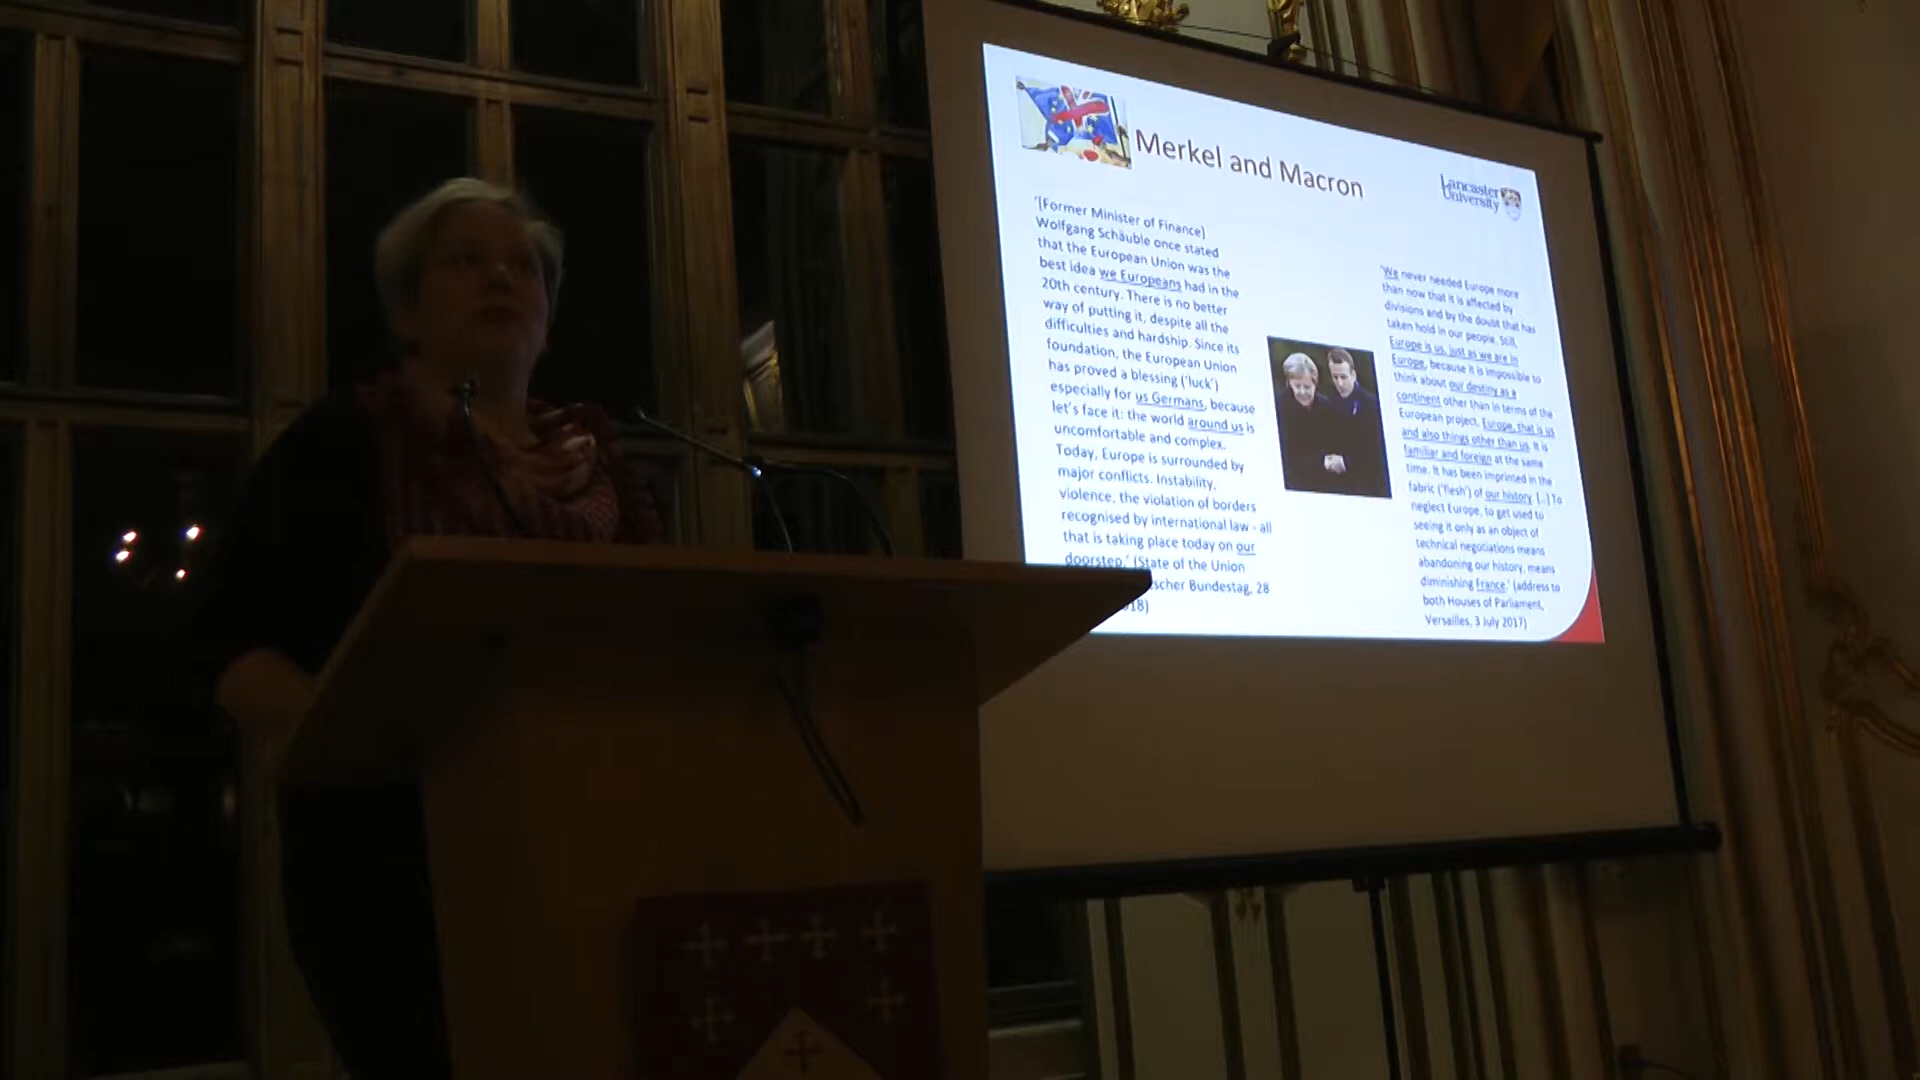 Merkel and Macron
Lancaster
University
'[Former Minister of Finance]
Wolfgang Schäuble once stated
that the European Union was the
best idea we Europeans had in the
20th century. There is no better
way of putting it, despite all the
difficulties and hardship. Since its
foundation, the European Union
has proved a blessing ('luck')
especially for us Germans, because
let's face it: the world around us is
uncomfortable and complex.
Today, Europe is surrounded by
major conflicts. Instability,
violence, the violation of borders
recognised by international law - all
that is taking place today on our
doorstep.' (State of the Union
escher Bundestag, 28
018)
'We never needed Europe more
than now that it is affected by
divisions and by the doubt that has
taken hold in our people. Still,
Europe is us, just as we are in
Europe, because it is impossible to
think about our destiny as a
continent other than in terms of the
European project. Europe, that is us
and also things other than us. It is
familiar and foreign at the same
time. It has been imprinted in the
fabric ('flesh') of our history. [...] To
neglect Europe, to get used to
seeing it only as an object of
technical negotiations means
abandoning our history, means
diminishing France.' (address to
both Houses of Parliament,
Versailles, 3 July 2017)